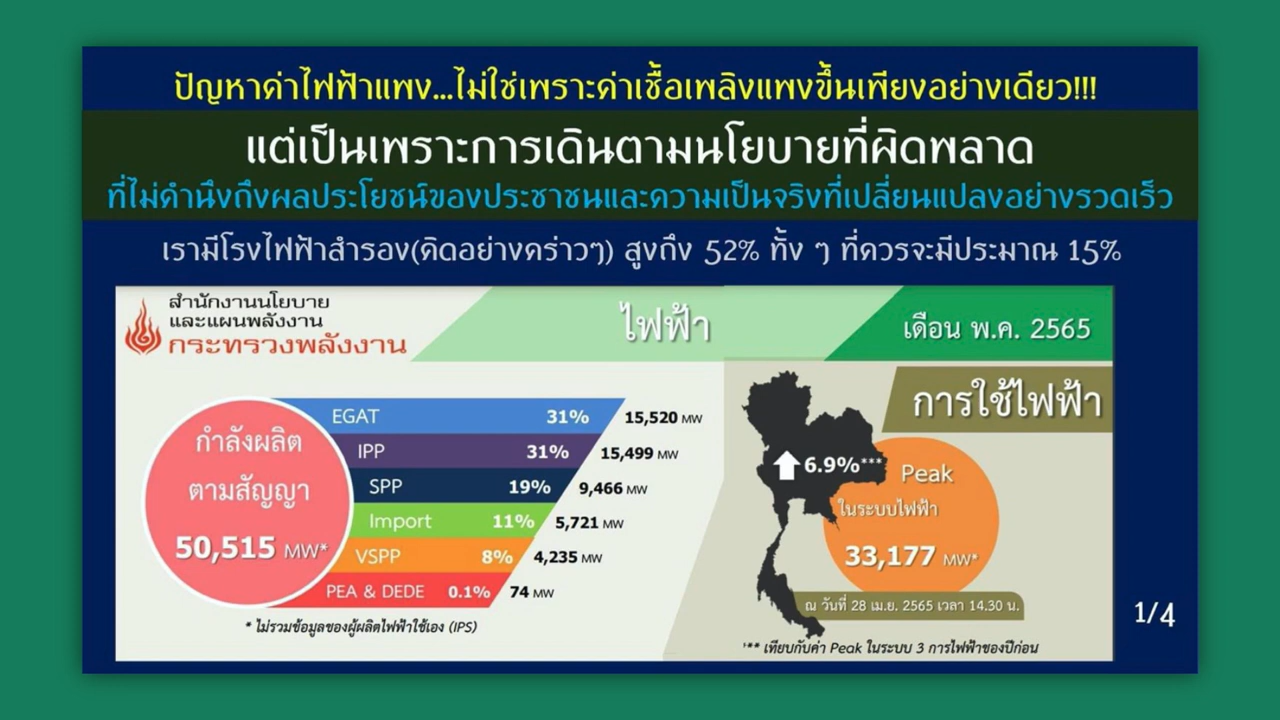 ปัญหาค่าไฟฟ้าแพง...ไม่ใช่เพราะค่าเชื้อเพลิงแพงขึ้นเพียงอย่างเดียว!!!
แต่เป็นเพราะการเดินตามนโยบายที่ผิดพลาด
ที่ไม่คำนึงถึงผลประโยชน์ของประชาชนและความเป็นจริงที่เปลี่ยนแปลงอย่างรวดเร็ว
เรามีโรงไฟฟ้าสำรอง(คิดอย่างคร่าวๆ) สูงถึง 52% ทั้ง ๆ ที่ควรจะมีประมาณ 15%
สำนักงานนโยบาย
และแผนพลังงาน
กระทรวงพลังงาน
ไฟฟ้า
เดือน พ.ค. 2565
กำลังผลิต
ตามสัญญา
50,515 MW*
EGAT 31% 15,520 MW
IPP 31% 15,499 MW
SPP 19% 9,466 MW
Import 11% 5,721 MW
VSPP 8% 4,235 MW
PEA & DEDE 0.1% 74 MW
* ไม่รวมข้อมูลของผู้ผลิตไฟฟ้าใช้เอง (IPS)
การใช้ไฟฟ้า
6.9%***
Peak
ในระบบไฟฟ้า
33,177 MW*
ณ วันที่ 28 เม.ย. 2565 เวลา 14.30 น.
*** เทียบกับค่า Peak ในระบบ 3 การไฟฟ้าของปีก่อน
1/4